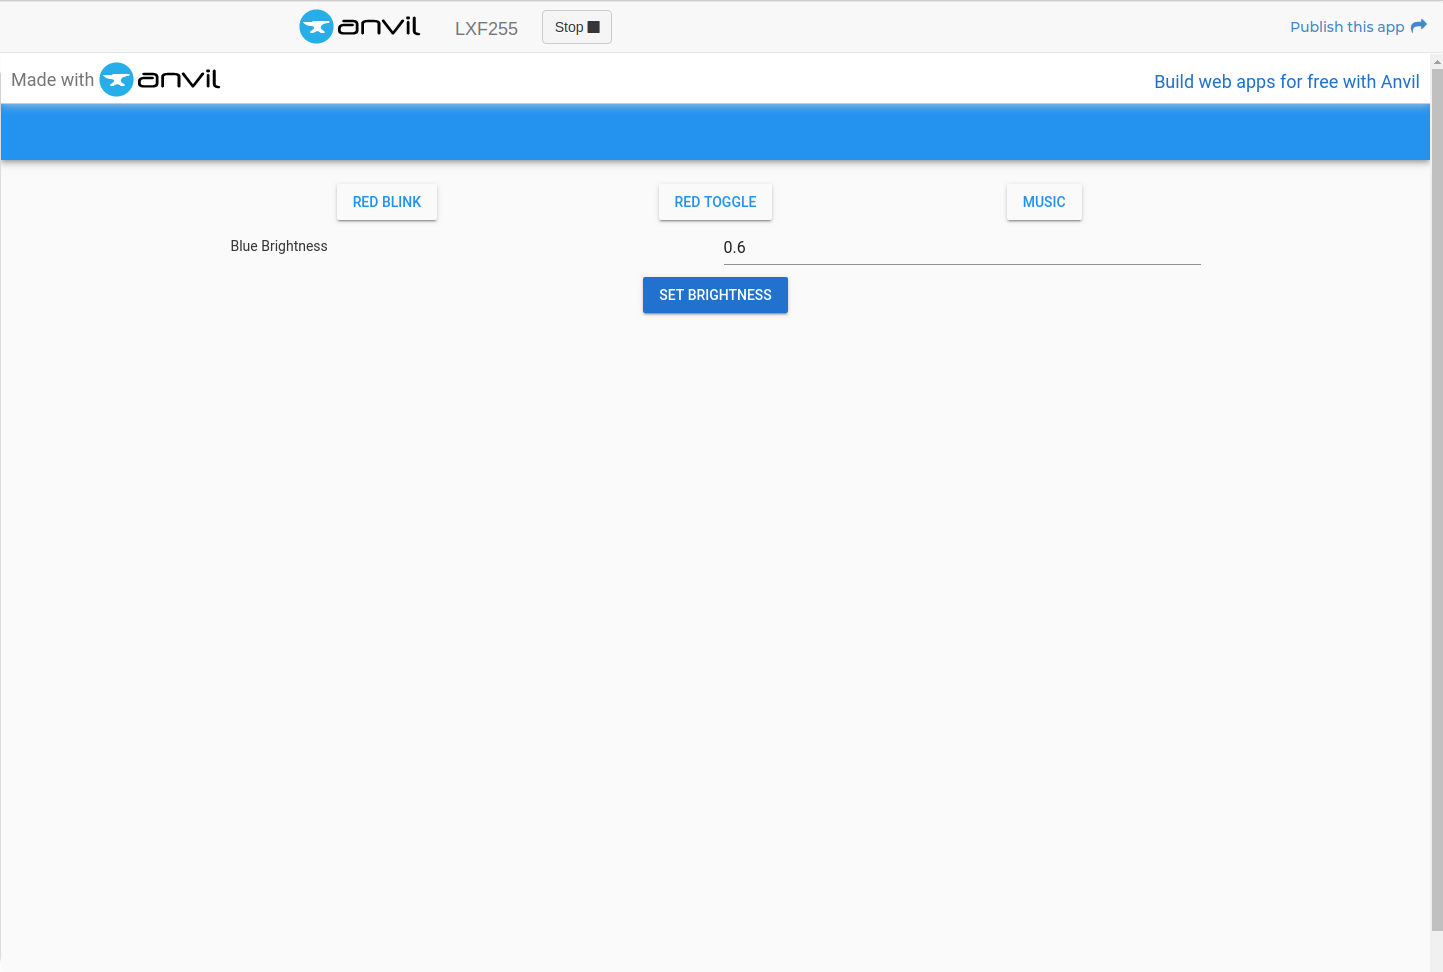 anvil LXF255 Stop Publish this app
Made with anvil Build web apps for free with Anvil
RED BLINK RED TOGGLE MUSIC
Blue Brightness 0.6
SET BRIGHTNESS